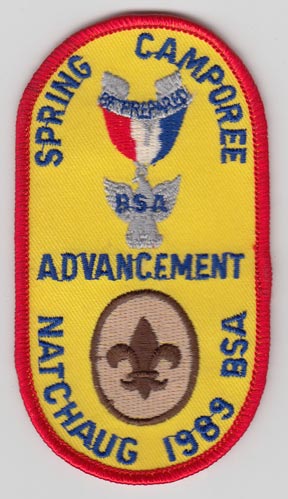 SPRING CAMPOREE
BE PREPARED
BSA
ADVANCEMENT
NATCHAUG 1989 BSA